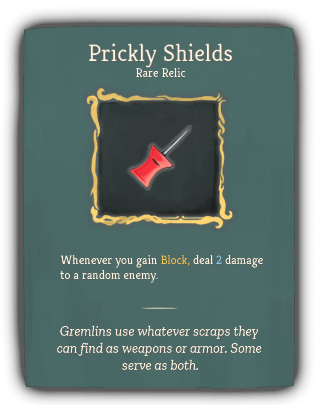 Prickly Shields
Rare Relic
Whenever you gain Block, deal 2 damage
to a random enemy.
Gremlins use whatever scraps they
can find as weapons or armor. Some
serve as both.